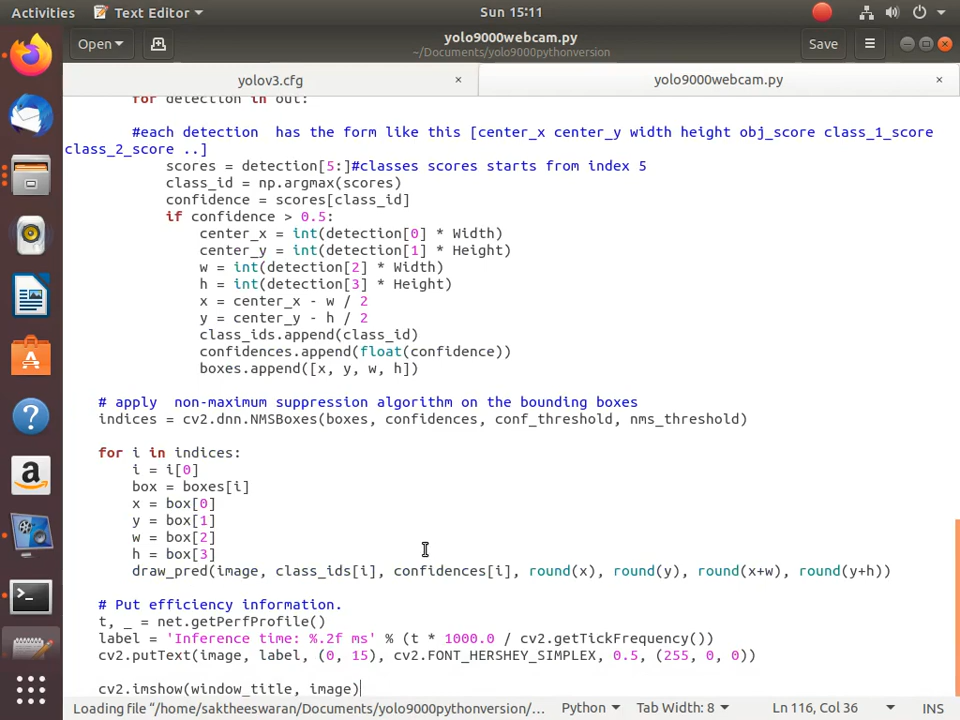 Activities Text Editor Sun 15:11
Open yolo9000webcam.py Save
~/Documents/yolo9000pythonversion
yolov3.cfg × yolo9000webcam.py ×
for detection in out:
#each detection  has the form like this [center_x center_y width height obj_score class_1_score
class_2_score ..]
scores = detection[5:]#classes scores starts from index 5
class_id = np.argmax(scores)
confidence = scores[class_id]
if confidence > 0.5:
center_x = int(detection[0] * Width)
center_y = int(detection[1] * Height)
w = int(detection[2] * Width)
h = int(detection[3] * Height)
x = center_x - w / 2
y = center_y - h / 2
class_ids.append(class_id)
confidences.append(float(confidence))
boxes.append([x, y, w, h])
# apply  non-maximum suppression algorithm on the bounding boxes
indices = cv2.dnn.NMSBoxes(boxes, confidences, conf_threshold, nms_threshold)
for i in indices:
i = i[0]
box = boxes[i]
x = box[0]
y = box[1]
w = box[2]
h = box[3]
draw_pred(image, class_ids[i], confidences[i], round(x), round(y), round(x+w), round(y+h))
# Put efficiency information.
t, _ = net.getPerfProfile()
label = 'Inference time: %.2f ms' % (t * 1000.0 / cv2.getTickFrequency())
cv2.putText(image, label, (0, 15), cv2.FONT_HERSHEY_SIMPLEX, 0.5, (255, 0, 0))
cv2.imshow(window_title, image)
Loading file “/home/saktheeswaran/Documents/yolo9000pythonversion/… Python Tab Width: 8 Ln 116, Col 36 INS